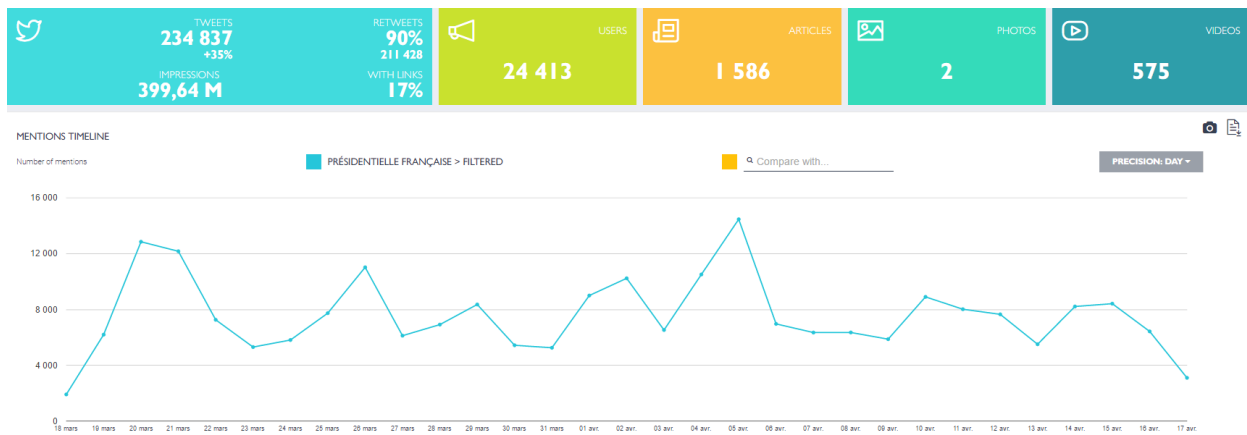 TWEETS
234 837
+35%
RETWEETS
90%
211 428
IMPRESSIONS
399,64 M
WITH LINKS
17%
USERS
24 413
ARTICLES
1 586
PHOTOS
2
VIDEOS
575
MENTIONS TIMELINE
Number of mentions
PRÉSIDENTIELLE FRANÇAISE > FILTERED
Compare with...
PRECISION: DAY
16 000
12 000
8 000
4 000
0
18 mars 19 mars 20 mars 21 mars 22 mars 23 mars 24 mars 25 mars 26 mars 27 mars 28 mars 29 mars 30 mars 31 mars 01 avr. 02 avr. 03 avr. 04 avr. 05 avr. 06 avr. 07 avr. 08 avr. 09 avr. 10 avr. 11 avr. 12 avr. 13 avr. 14 avr. 15 avr. 16 avr. 17 avr.